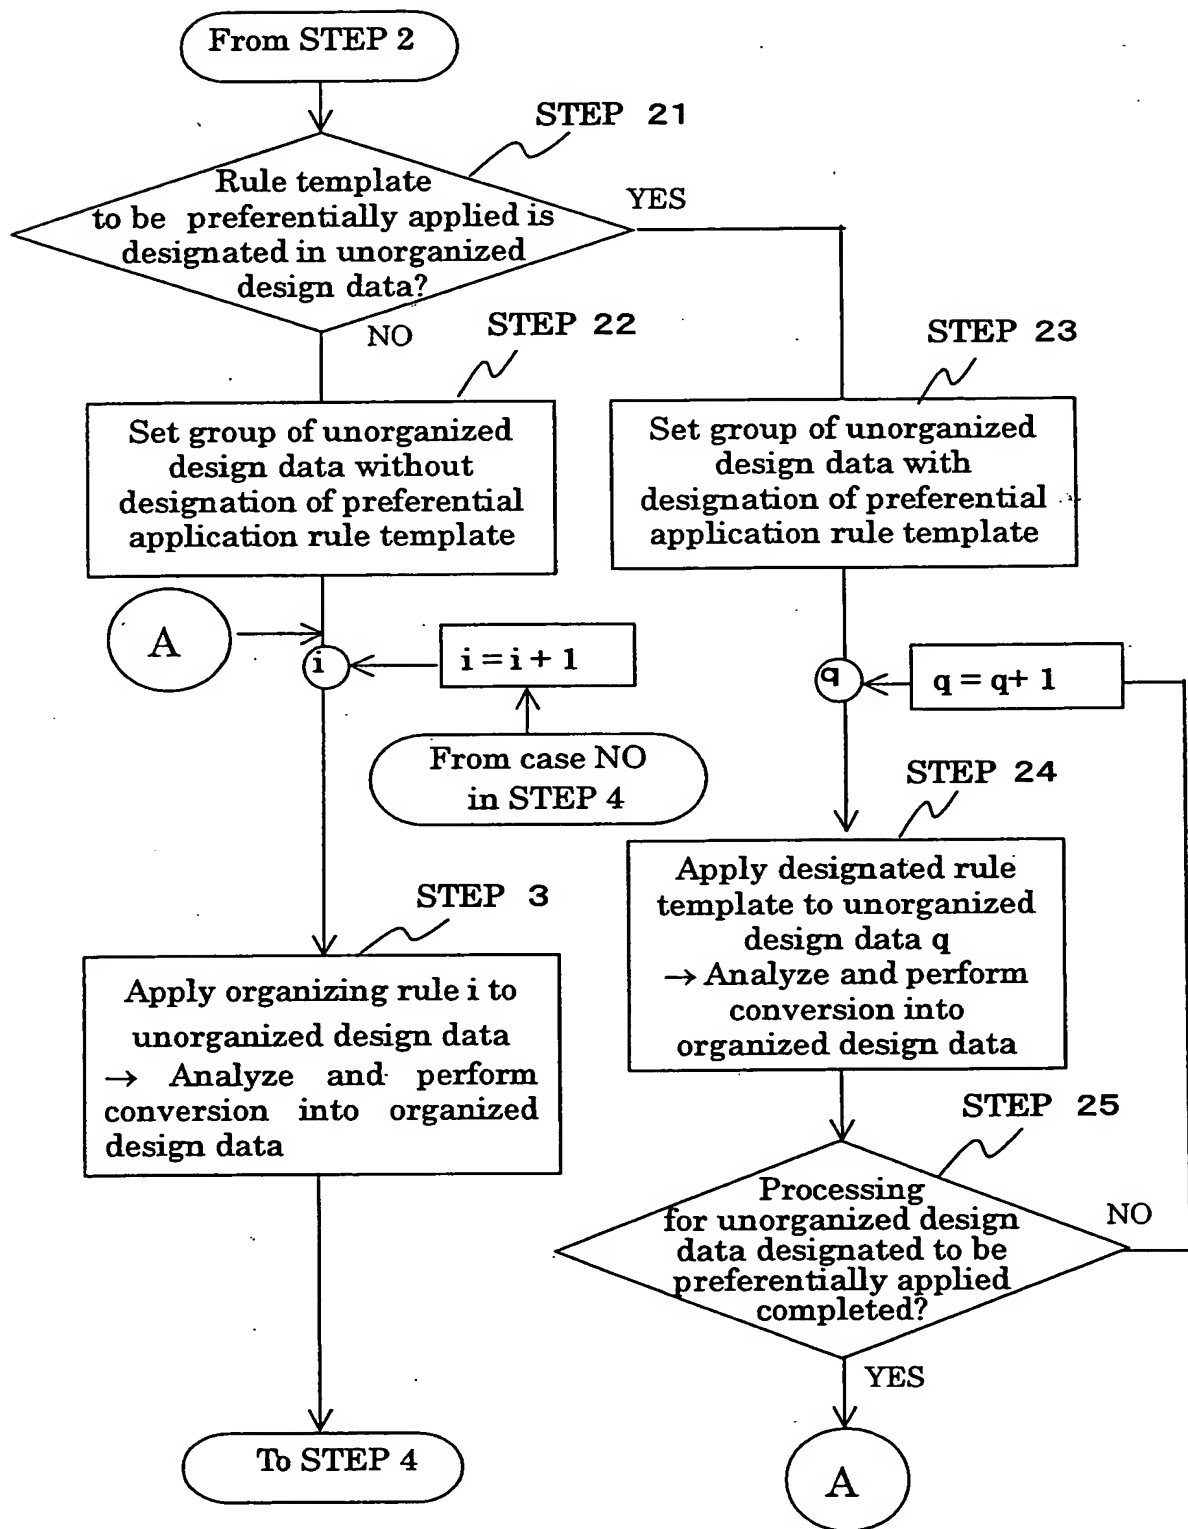 From STEP 2
STEP 21
Rule template
to be preferentially applied is
designated in unorganized
design data?
YES
NO
STEP 22
Set group of unorganized
design data without
designation of preferential
application rule template
STEP 23
Set group of unorganized
design data with
designation of preferential
application rule template
A
i
i = i + 1
From case NO
in STEP 4
q
q = q+ 1
STEP 3
Apply organizing rule i to
unorganized design data
→ Analyze and perform
conversion into organized
design data
STEP 24
Apply designated rule
template to unorganized
design data q
→ Analyze and perform
conversion into
organized design data
STEP 25
Processing
for unorganized design
data designated to be
preferentially applied
completed?
NO
YES
To STEP 4
A